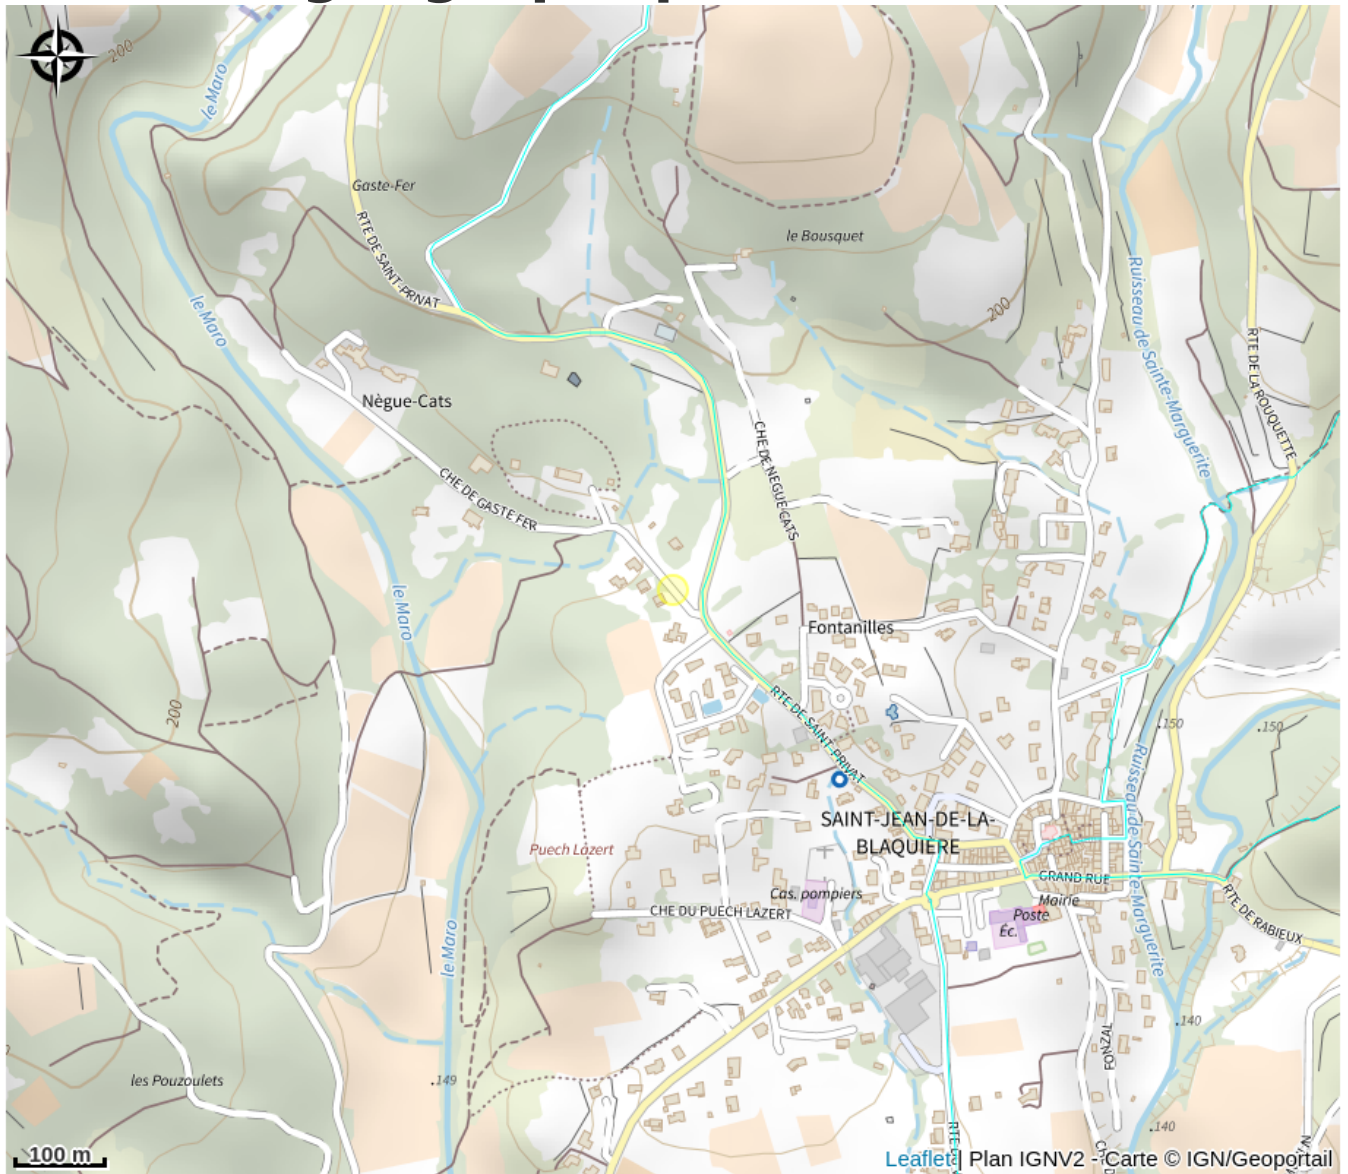 200
le Maro
Gaste-Fer
le Bousquet
RTE DE SAINT-PRIVAT
200
le Maro
Ruisseau de Sainte-Marguerite
RTE DE LA ROUQUETTE
Nègue-Cats
CHE DE NEGUE CATS
CHE DE GASTE FER
le Maro
Fontanilles
200
RTE DE SAINT-PRIVAT
.150
.150
Ruisseau de Sainte-Marguerite
SAINT-JEAN-DE-LA-
BLAQUIÈRE
Puech Lazert
GRAND RUE
Cas. pompiers
Mairie
CHE DU PUECH LAZERT
Poste
Éc.
RTE DE RABIEUX
le Maro
.140
FONZAL
les Pouzoulets
.149
.140
RTE
100 m
Leaflet | Plan IGNV2 - Carte © IGN/Geoportail